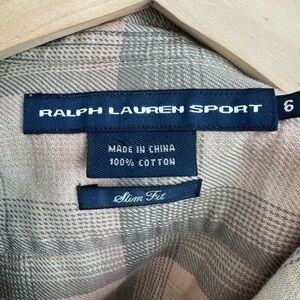 RALPH LAUREN SPORT
6
MADE IN CHINA
100% COTTON
Slim Fit